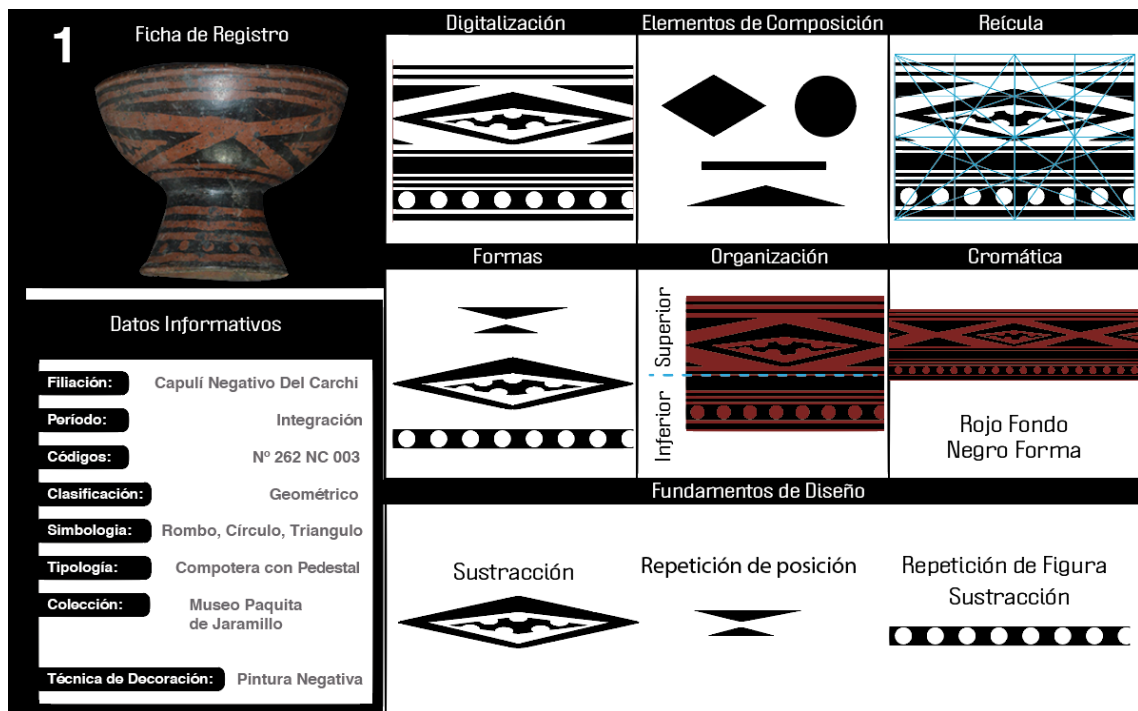 1
Ficha de Registro
Digitalización
Elementos de Composición
Reícula
Formas
Organización
Cromática
Superior
Inferior
Rojo Fondo
Negro Forma
Datos Informativos
Filiación: Capulí Negativo Del Carchi
Período: Integración
Códigos: Nº 262 NC 003
Clasificación: Geométrico
Simbologia: Rombo, Círculo, Triangulo
Tipología: Compotera con Pedestal
Colección: Museo Paquita
de Jaramillo
Técnica de Decoración: Pintura Negativa
Fundamentos de Diseño
Sustracción
Repetición de posición
Repetición de Figura
Sustracción